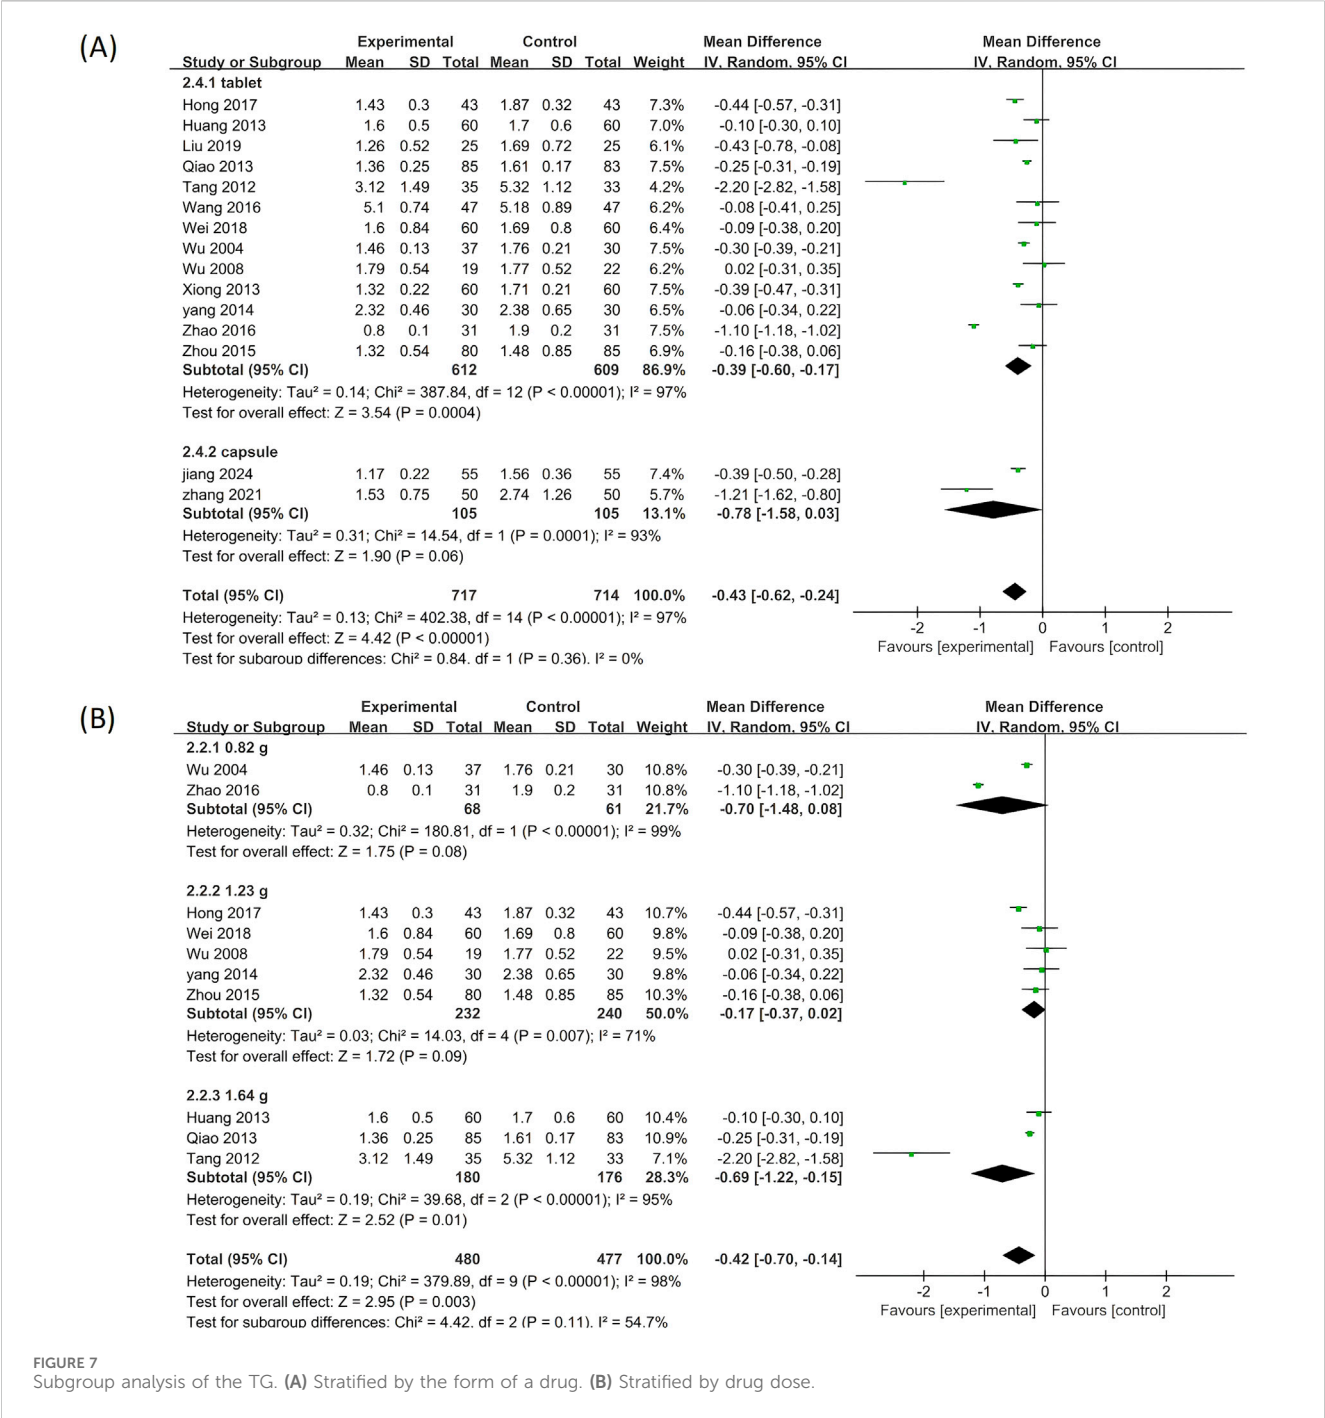 (A)
Experimental Control Mean Difference Mean Difference
Study or Subgroup Mean SD Total Mean SD Total Weight IV, Random, 95% CI IV, Random, 95% CI
2.4.1 tablet
Hong 2017 1.43 0.3 43 1.87 0.32 43 7.3% -0.44 [-0.57, -0.31]
Huang 2013 1.6 0.5 60 1.7 0.6 60 7.0% -0.10 [-0.30, 0.10]
Liu 2019 1.26 0.52 25 1.69 0.72 25 6.1% -0.43 [-0.78, -0.08]
Qiao 2013 1.36 0.25 85 1.61 0.17 83 7.5% -0.25 [-0.31, -0.19]
Tang 2012 3.12 1.49 35 5.32 1.12 33 4.2% -2.20 [-2.82, -1.58]
Wang 2016 5.1 0.74 47 5.18 0.89 47 6.2% -0.08 [-0.41, 0.25]
Wei 2018 1.6 0.84 60 1.69 0.8 60 6.4% -0.09 [-0.38, 0.20]
Wu 2004 1.46 0.13 37 1.76 0.21 30 7.5% -0.30 [-0.39, -0.21]
Wu 2008 1.79 0.54 19 1.77 0.52 22 6.2% 0.02 [-0.31, 0.35]
Xiong 2013 1.32 0.22 60 1.71 0.21 60 7.5% -0.39 [-0.47, -0.31]
yang 2014 2.32 0.46 30 2.38 0.65 30 6.5% -0.06 [-0.34, 0.22]
Zhao 2016 0.8 0.1 31 1.9 0.2 31 7.5% -1.10 [-1.18, -1.02]
Zhou 2015 1.32 0.54 80 1.48 0.85 85 6.9% -0.16 [-0.38, 0.06]
Subtotal (95% CI) 612 609 86.9% -0.39 [-0.60, -0.17]
Heterogeneity: Tau² = 0.14; Chi² = 387.84, df = 12 (P < 0.00001); I² = 97%
Test for overall effect: Z = 3.54 (P = 0.0004)
2.4.2 capsule
jiang 2024 1.17 0.22 55 1.56 0.36 55 7.4% -0.39 [-0.50, -0.28]
zhang 2021 1.53 0.75 50 2.74 1.26 50 5.7% -1.21 [-1.62, -0.80]
Subtotal (95% CI) 105 105 13.1% -0.78 [-1.58, 0.03]
Heterogeneity: Tau² = 0.31; Chi² = 14.54, df = 1 (P = 0.0001); I² = 93%
Test for overall effect: Z = 1.90 (P = 0.06)
Total (95% CI) 717 714 100.0% -0.43 [-0.62, -0.24]
Heterogeneity: Tau² = 0.13; Chi² = 402.38, df = 14 (P < 0.00001); I² = 97%
Test for overall effect: Z = 4.42 (P < 0.00001)
Test for subgroup differences: Chi² = 0.84, df = 1 (P = 0.36), I² = 0%
-2 -1 0 1 2
Favours [experimental] Favours [control]
(B)
Experimental Control Mean Difference Mean Difference
Study or Subgroup Mean SD Total Mean SD Total Weight IV, Random, 95% CI IV, Random, 95% CI
2.2.1 0.82 g
Wu 2004 1.46 0.13 37 1.76 0.21 30 10.8% -0.30 [-0.39, -0.21]
Zhao 2016 0.8 0.1 31 1.9 0.2 31 10.8% -1.10 [-1.18, -1.02]
Subtotal (95% CI) 68 61 21.7% -0.70 [-1.48, 0.08]
Heterogeneity: Tau² = 0.32; Chi² = 180.81, df = 1 (P < 0.00001); I² = 99%
Test for overall effect: Z = 1.75 (P = 0.08)
2.2.2 1.23 g
Hong 2017 1.43 0.3 43 1.87 0.32 43 10.7% -0.44 [-0.57, -0.31]
Wei 2018 1.6 0.84 60 1.69 0.8 60 9.8% -0.09 [-0.38, 0.20]
Wu 2008 1.79 0.54 19 1.77 0.52 22 9.5% 0.02 [-0.31, 0.35]
yang 2014 2.32 0.46 30 2.38 0.65 30 9.8% -0.06 [-0.34, 0.22]
Zhou 2015 1.32 0.54 80 1.48 0.85 85 10.3% -0.16 [-0.38, 0.06]
Subtotal (95% CI) 232 240 50.0% -0.17 [-0.37, 0.02]
Heterogeneity: Tau² = 0.03; Chi² = 14.03, df = 4 (P = 0.007); I² = 71%
Test for overall effect: Z = 1.72 (P = 0.09)
2.2.3 1.64 g
Huang 2013 1.6 0.5 60 1.7 0.6 60 10.4% -0.10 [-0.30, 0.10]
Qiao 2013 1.36 0.25 85 1.61 0.17 83 10.9% -0.25 [-0.31, -0.19]
Tang 2012 3.12 1.49 35 5.32 1.12 33 7.1% -2.20 [-2.82, -1.58]
Subtotal (95% CI) 180 176 28.3% -0.69 [-1.22, -0.15]
Heterogeneity: Tau² = 0.19; Chi² = 39.68, df = 2 (P < 0.00001); I² = 95%
Test for overall effect: Z = 2.52 (P = 0.01)
Total (95% CI) 480 477 100.0% -0.42 [-0.70, -0.14]
Heterogeneity: Tau² = 0.19; Chi² = 379.89, df = 9 (P < 0.00001); I² = 98%
Test for overall effect: Z = 2.95 (P = 0.003)
Test for subgroup differences: Chi² = 4.42, df = 2 (P = 0.11), I² = 54.7%
-2 -1 0 1 2
Favours [experimental] Favours [control]
FIGURE 7
Subgroup analysis of the TG. (A) Stratified by the form of a drug. (B) Stratified by drug dose.